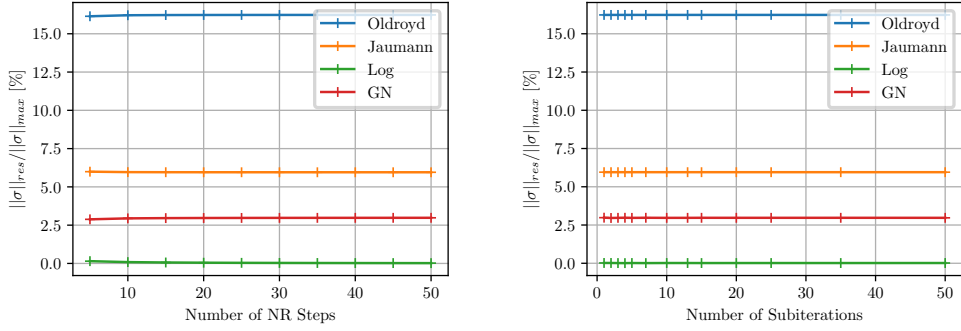 15.0
12.5
10.0
7.5
5.0
2.5
0.0
||σ||res/||σ||max [%]
10
20
30
40
50
Number of NR Steps
Oldroyd
Jaumann
Log
GN
15.0
12.5
10.0
7.5
5.0
2.5
0.0
||σ||res/||σ||max [%]
0
10
20
30
40
50
Number of Subiterations
Oldroyd
Jaumann
Log
GN